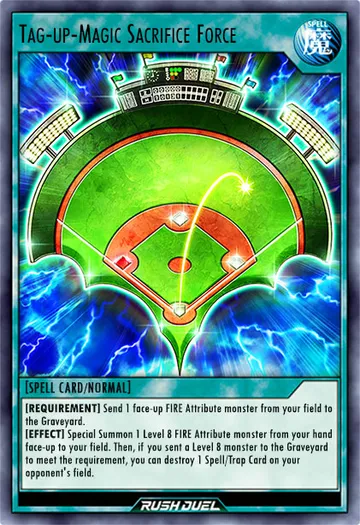 TAG-UP-MAGIC SACRIFICE FORCE
SPELL
魔
[SPELL CARD/NORMAL]
[REQUIREMENT] Send 1 face-up FIRE Attribute monster from your field to
the Graveyard.
[EFFECT] Special Summon 1 Level 8 FIRE Attribute monster from your hand
face-up to your field. Then, if you sent a Level 8 monster to the Graveyard
to meet the requirement, you can destroy 1 Spell/Trap Card on your
opponent's field.
RUSH DUEL